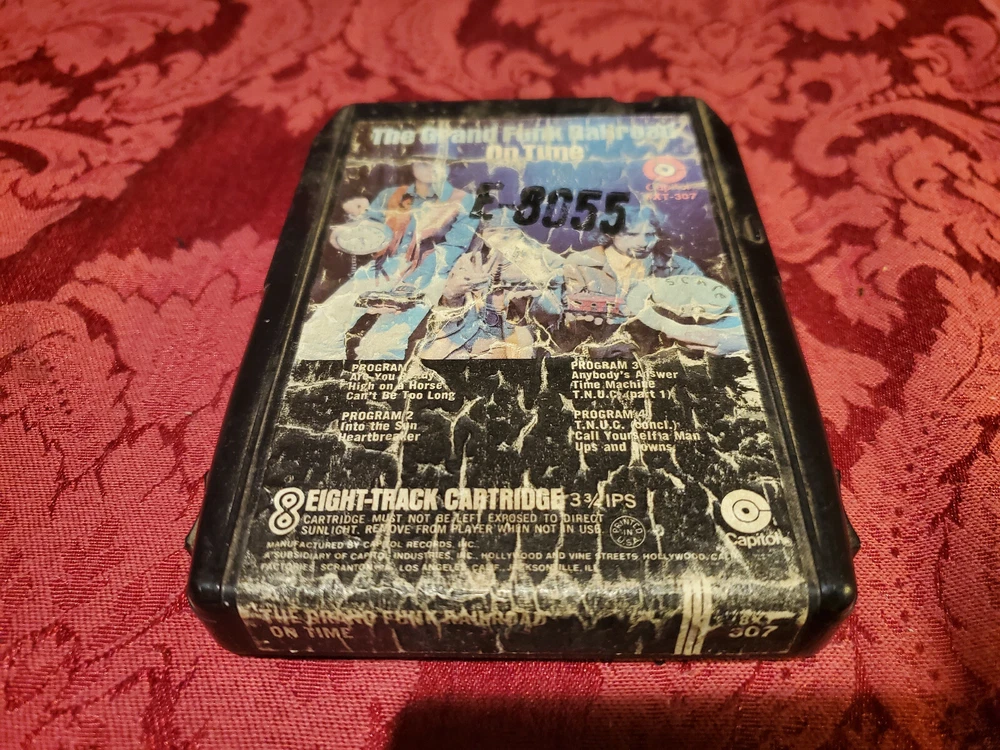 The Grand Funk Railroad
On Time
Capitol
8XT-307
E-8055
PROGRAM
Are You Ready
High on a Horse
Can't Be Too Long
PROGRAM 2
Into the Sun
Heartbreaker
PROGRAM 3
Anybody's Answer
Time Machine
T.N.U.C. (part 1)
PROGRAM 4
T.N.U.C. (concl.)
Call Yourself a Man
Ups and Downs
8 EIGHT-TRACK CARTRIDGE 3¾ IPS
CARTRIDGE MUST NOT BE LEFT EXPOSED TO DIRECT
SUNLIGHT. REMOVE FROM PLAYER WHEN NOT IN USE.
PRINTED IN U.S.A.
Capitol
MANUFACTURED BY CAPITOL RECORDS, INC.
A SUBSIDIARY OF CAPITOL INDUSTRIES, INC., HOLLYWOOD AND VINE STREETS, HOLLYWOOD, CALIF.
FACTORIES: SCRANTON, PA., LOS ANGELES, CALIF., JACKSONVILLE, ILL.
THE GRAND FUNK RAILROAD
ON TIME
8XT
307